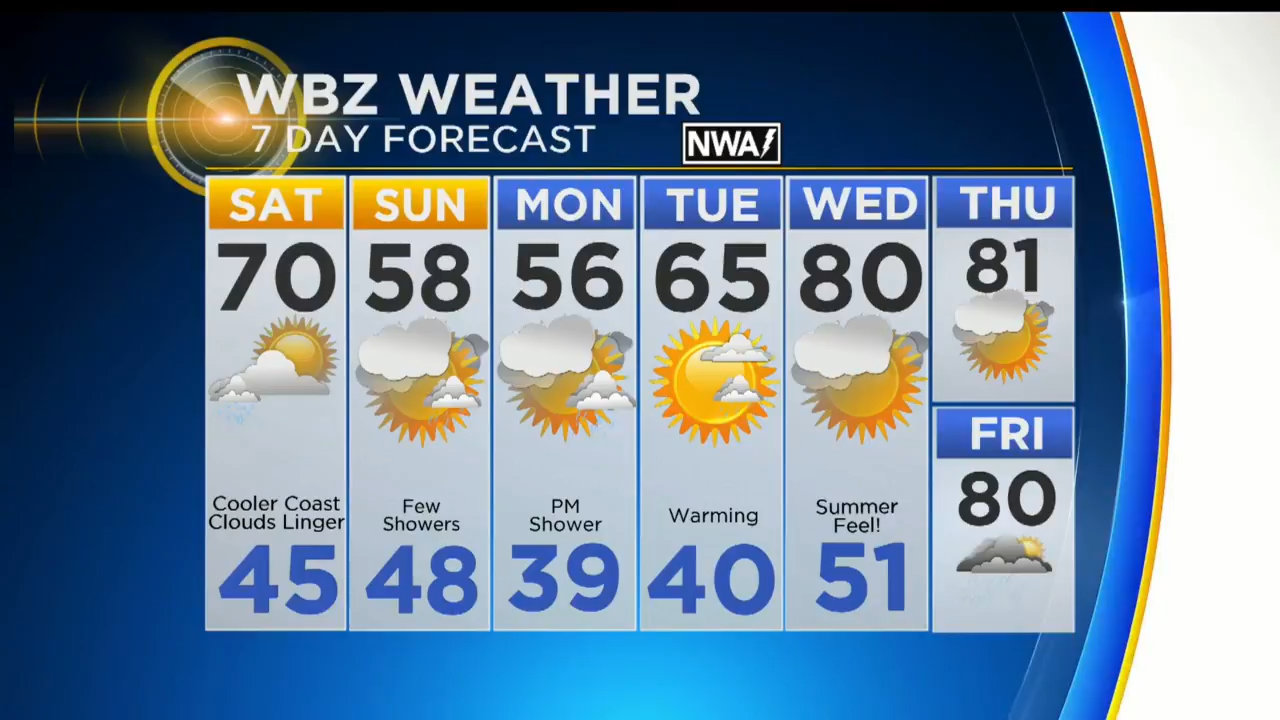 WBZ WEATHER
7 DAY FORECAST
NWA
SAT
70
Cooler Coast
Clouds Linger
45
SUN
58
Few
Showers
48
MON
56
PM
Shower
39
TUE
65
Warming
40
WED
80
Summer
Feel!
51
THU
81
FRI
80